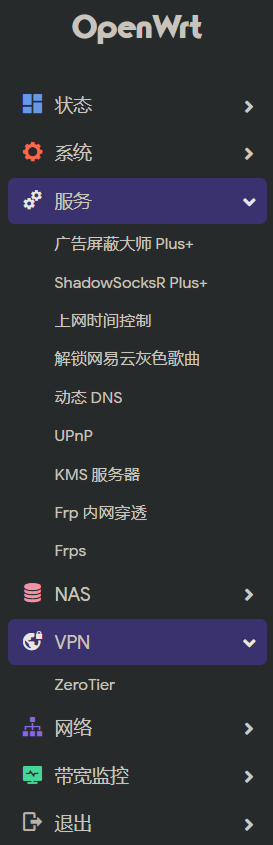 OpenWrt
状态
系统
服务
广告屏蔽大师 Plus+
ShadowSocksR Plus+
上网时间控制
解锁网易云灰色歌曲
动态 DNS
UPnP
KMS 服务器
Frp 内网穿透
Frps
NAS
VPN
ZeroTier
网络
带宽监控
退出